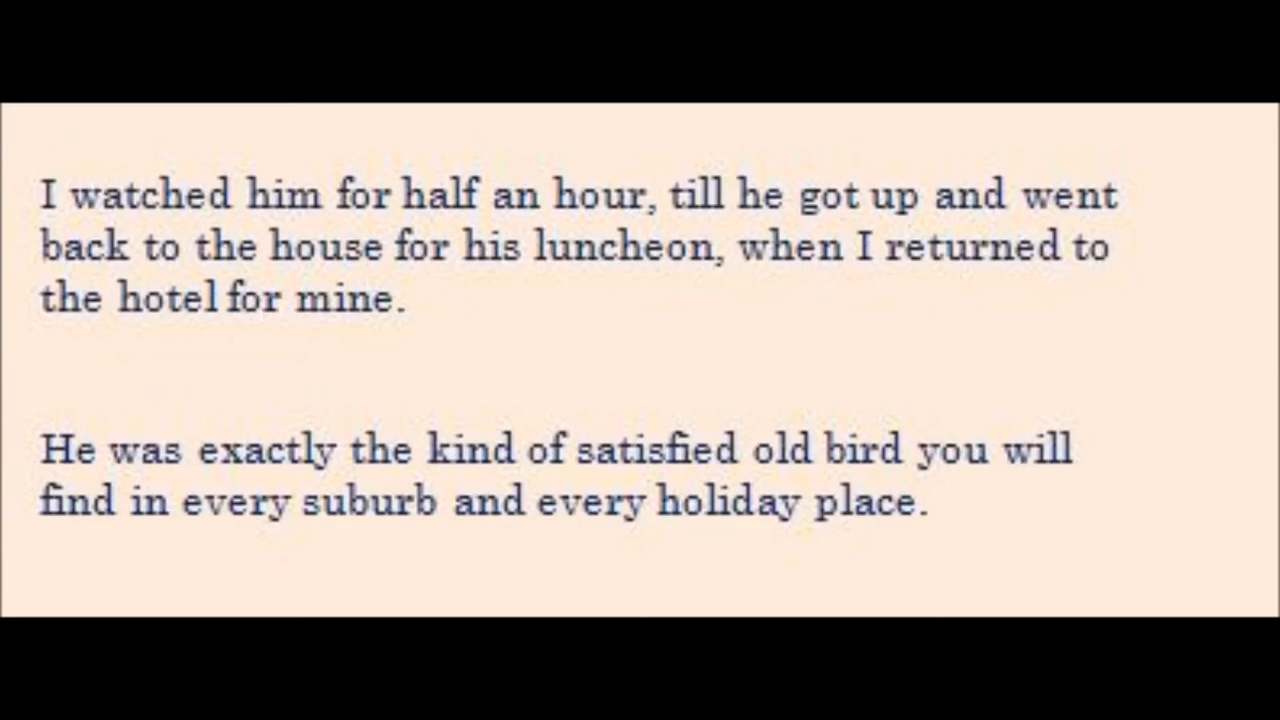 I watched him for half an hour, till he got up and went
back to the house for his luncheon, when I returned to
the hotel for mine.
He was exactly the kind of satisfied old bird you will
find in every suburb and every holiday place.